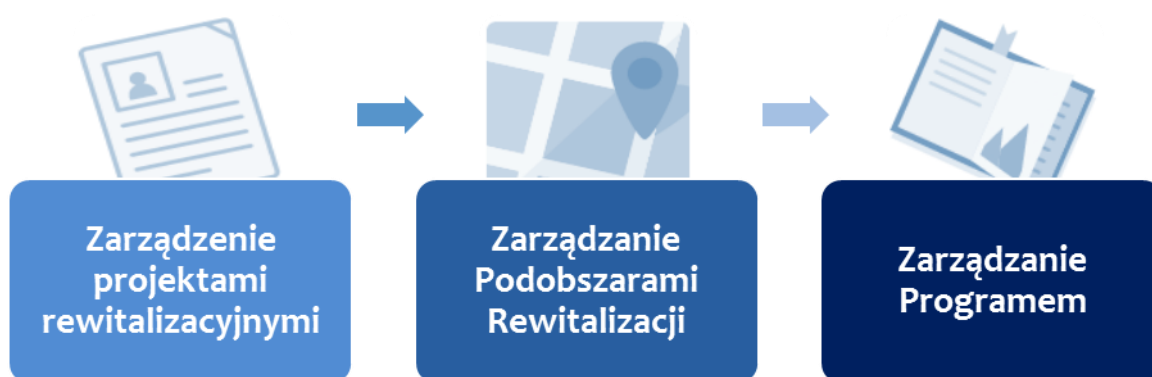 Zarządzenie
projektami
rewitalizacyjnymi
Zarządzanie
Podobszarami
Rewitalizacji
Zarządzanie
Programem